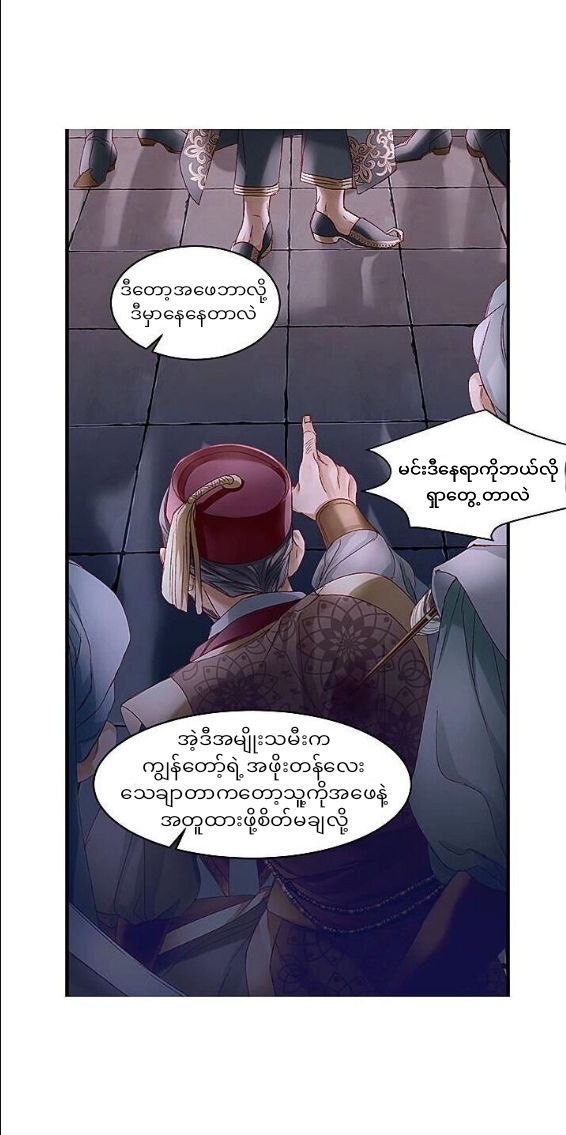 ဒီတော့အဖေဘာလို့
ဒီမှာနေနေတာလဲ
မင်းဒီနေရာကိုဘယ်လို
ရှာတွေ့တာလဲ
အဲ့ဒီအမျိုးသမီးက
ကျွန်တော့်ရဲ့အဖိုးတန်လေး
သေချာတာကတော့သူ့ကိုအဖေနဲ့
အတူထားဖို့စိတ်မချလို့